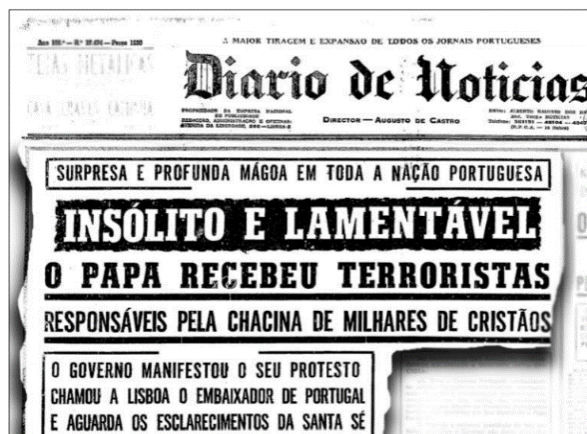 A MAIOR TIRAGEM E EXPANSAO DE TODOS OS JORNAIS PORTUGUESES
Diario de Noticias
DIRECTOR — AUGUSTO DE CASTRO
SURPRESA E PROFUNDA MÁGOA EM TODA A NAÇÃO PORTUGUESA
INSÓLITO E LAMENTÁVEL
O PAPA RECEBEU TERRORISTAS
RESPONSÁVEIS PELA CHACINA DE MILHARES DE CRISTÃOS
O GOVERNO MANIFESTOU O SEU PROTESTO
CHAMOU A LISBOA O EMBAIXADOR DE PORTUGAL
E AGUARDA OS ESCLARECIMENTOS DA SANTA SÉ